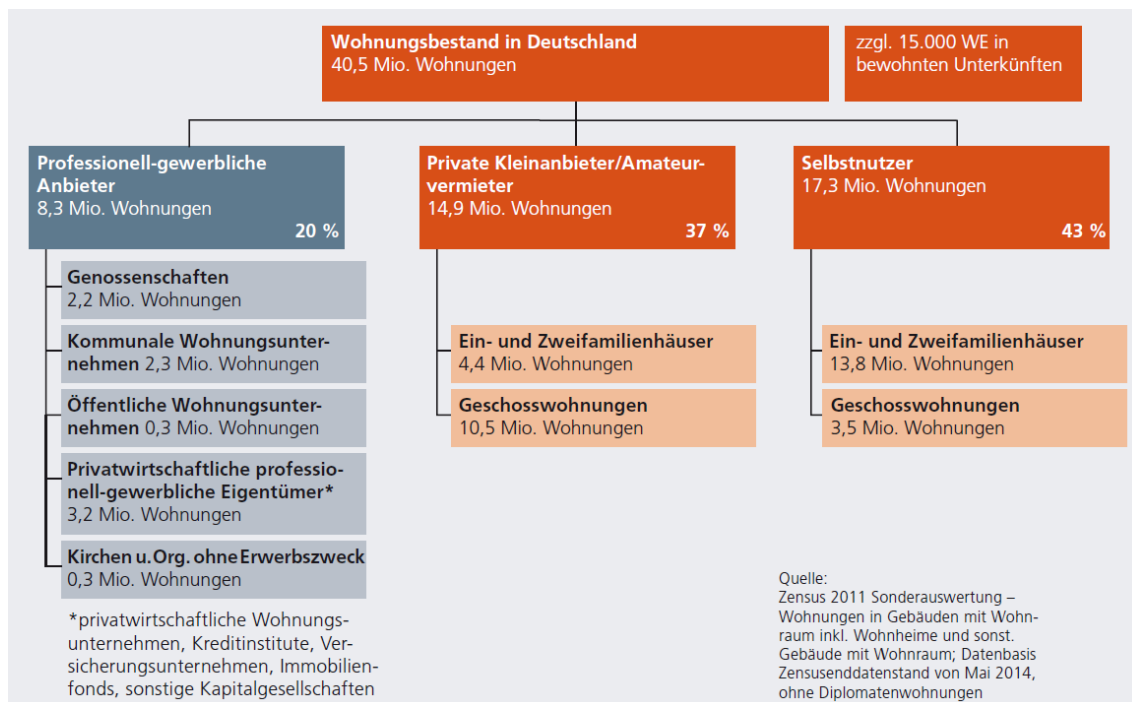 Wohnungsbestand in Deutschland
40,5 Mio. Wohnungen
zzgl. 15.000 WE in
bewohnten Unterkünften
Professionell-gewerbliche
Anbieter
8,3 Mio. Wohnungen
20 %
Private Kleinanbieter/Amateur-
vermieter
14,9 Mio. Wohnungen
37 %
Selbstnutzer
17,3 Mio. Wohnungen
43 %
Genossenschaften
2,2 Mio. Wohnungen
Kommunale Wohnungsunter-
nehmen 2,3 Mio. Wohnungen
Öffentliche Wohnungsunter-
nehmen 0,3 Mio. Wohnungen
Privatwirtschaftliche professio-
nell-gewerbliche Eigentümer*
3,2 Mio. Wohnungen
Kirchen u. Org. ohne Erwerbszweck
0,3 Mio. Wohnungen
Ein- und Zweifamilienhäuser
4,4 Mio. Wohnungen
Geschosswohnungen
10,5 Mio. Wohnungen
Ein- und Zweifamilienhäuser
13,8 Mio. Wohnungen
Geschosswohnungen
3,5 Mio. Wohnungen
*privatwirtschaftliche Wohnungs-
unternehmen, Kreditinstitute, Ver-
sicherungsunternehmen, Immobilien-
fonds, sonstige Kapitalgesellschaften
Quelle:
Zensus 2011 Sonderauswertung –
Wohnungen in Gebäuden mit Wohn-
raum inkl. Wohnheime und sonst.
Gebäude mit Wohnraum; Datenbasis
Zensusenddatenstand von Mai 2014,
ohne Diplomatenwohnungen